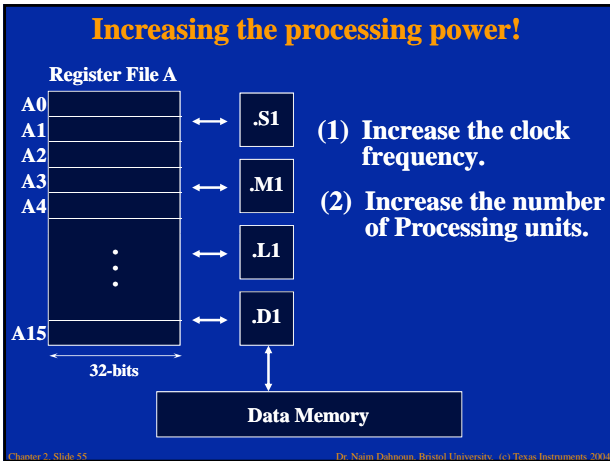 Increasing the processing power!
Register File A
A0
A1
A2
A3
A4
A15
32-bits
.S1
.M1
.L1
.D1
Data Memory
(1) Increase the clock
frequency.
(2) Increase the number
of Processing units.
Chapter 2, Slide 55
Dr. Naim Dahnoun, Bristol University, (c) Texas Instruments 2004